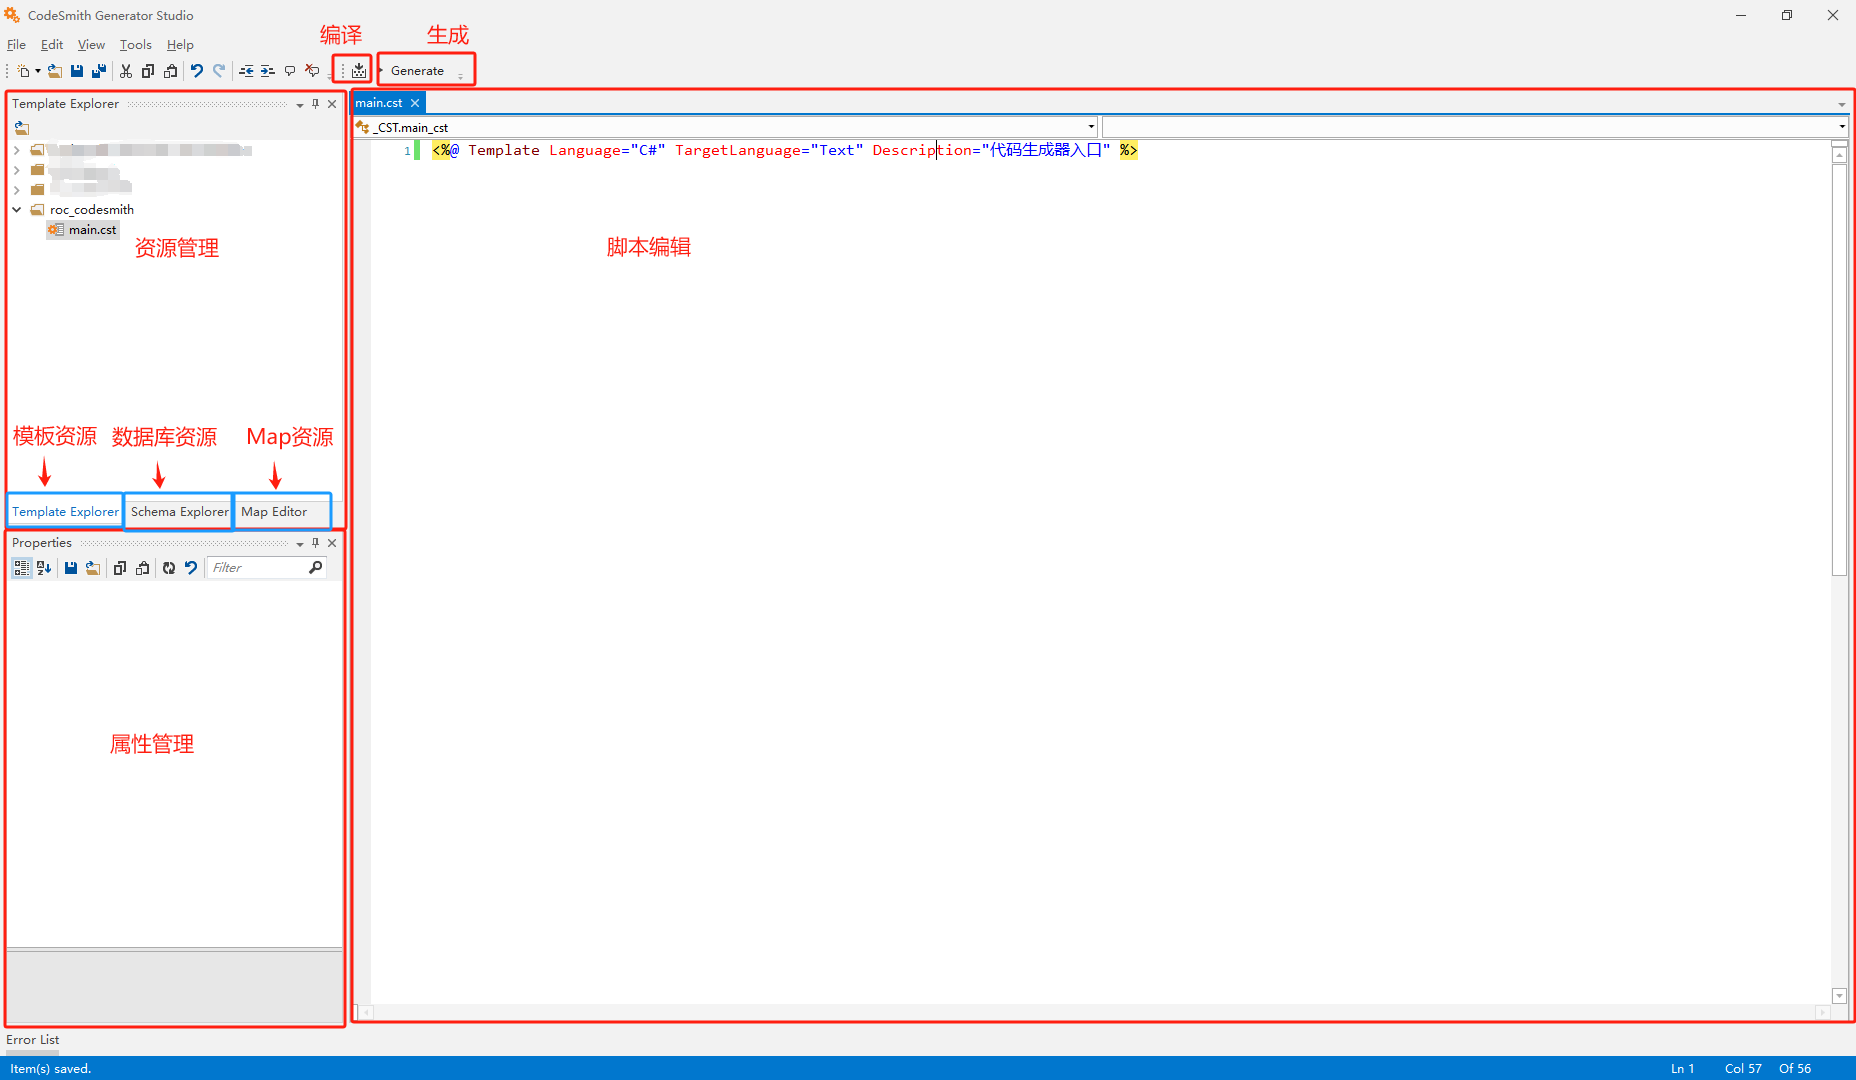 CodeSmith Generator Studio
File Edit View Tools Help
编译 生成
Generate
Template Explorer
main.cst
_CST.main_cst
1 <%@ Template Language="C#" TargetLanguage="Text" Description="代码生成器入口" %>
roc_codesmith
main.cst
资源管理
脚本编辑
模板资源 数据库资源 Map资源
Template Explorer Schema Explorer Map Editor
Properties
Filter
属性管理
Error List
Item(s) saved. Ln 1 Col 57 Of 56